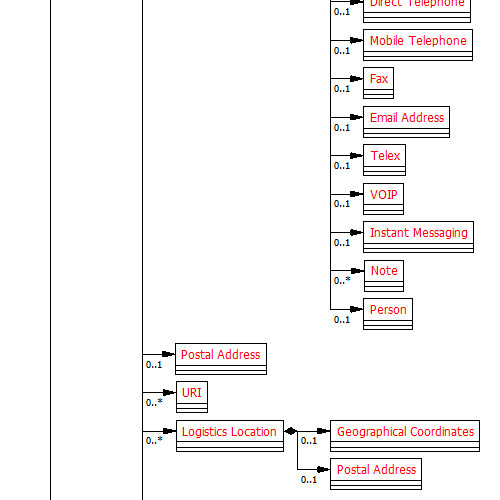 Direct Telephone
0..1
Mobile Telephone
0..1
Fax
0..1
Email Address
0..1
Telex
0..1
VOIP
0..1
Instant Messaging
0..1
Note
0..*
Person
0..1
Postal Address
0..1
URI
0..*
Logistics Location
0..*
Geographical Coordinates
0..1
Postal Address
0..1